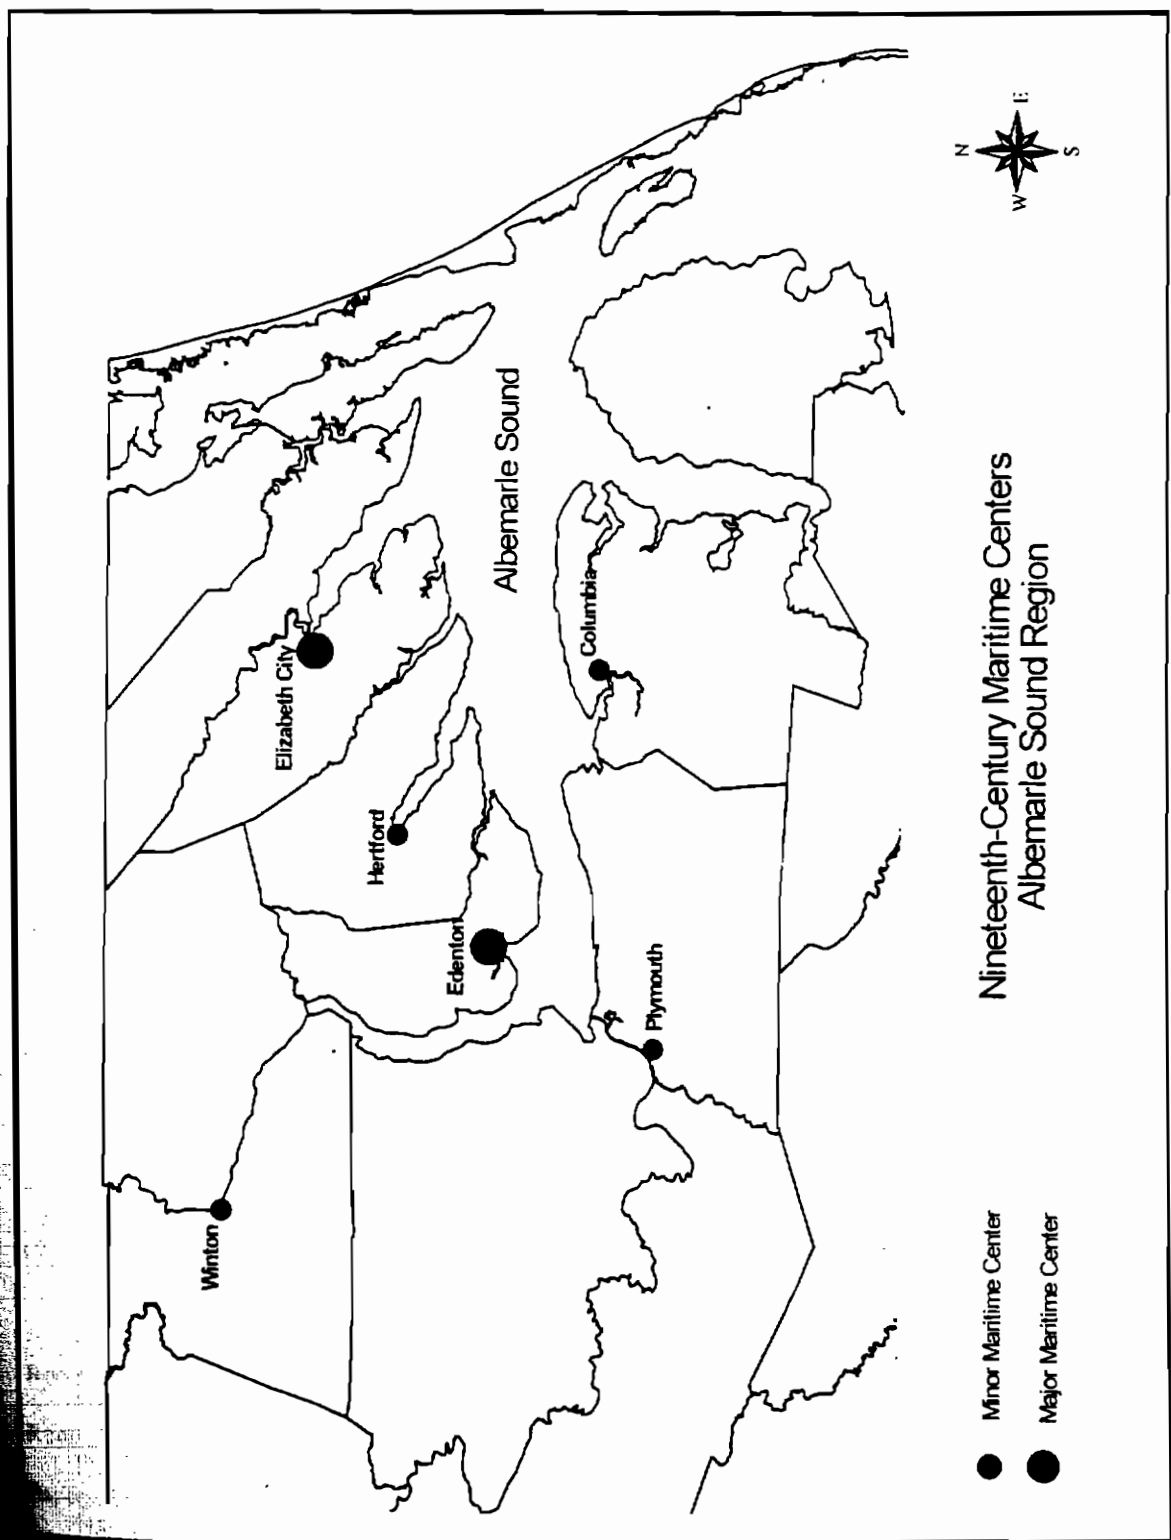 Albemarle Sound
Elizabeth City
Hertford
Edenton
Columbia
Plymouth
Winton
N
W
E
S
Nineteenth-Century Maritime Centers
Albemarle Sound Region
Minor Maritime Center
Major Maritime Center